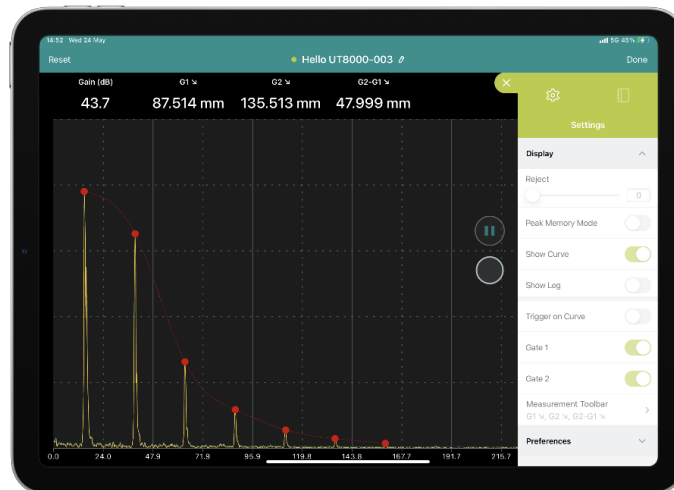 14:52 Wed 24 May
5G 45%
Reset
Hello UT8000-003
Done
Gain (dB)
G1 ↘
G2 ↘
G2-G1 ↘
43.7
87.514 mm
135.513 mm
47.999 mm
Settings
Display
Reject
0
Peak Memory Mode
Show Curve
Show Leg
Trigger on Curve
Gate 1
Gate 2
Measurement Toolbar
G1 ↘, G2 ↘, G2-G1 ↘
Preferences
0.0 24.0 47.9 71.9 95.9 119.8 143.8 167.7 191.7 215.7